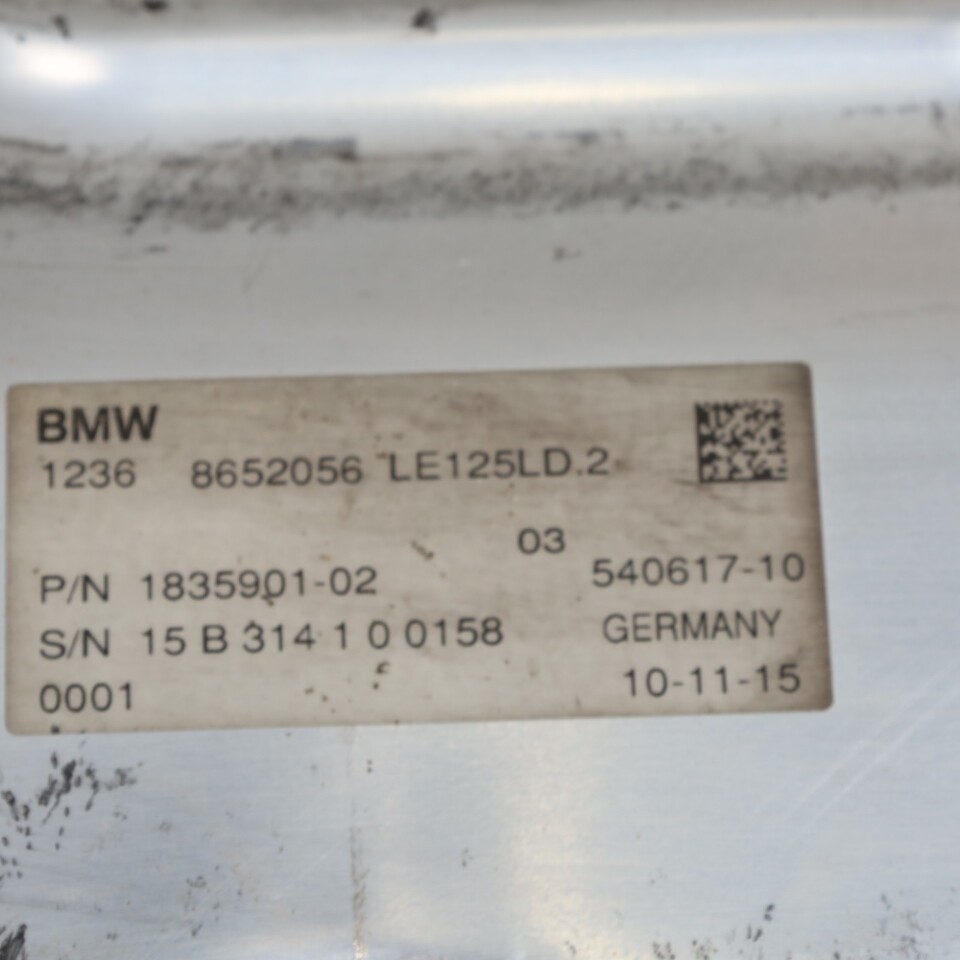 BMW
1236 8652056 LE125LD.2
03
P/N 1835901-02 540617-10
S/N 15 B 314 1 0 0158 GERMANY
0001 10-11-15